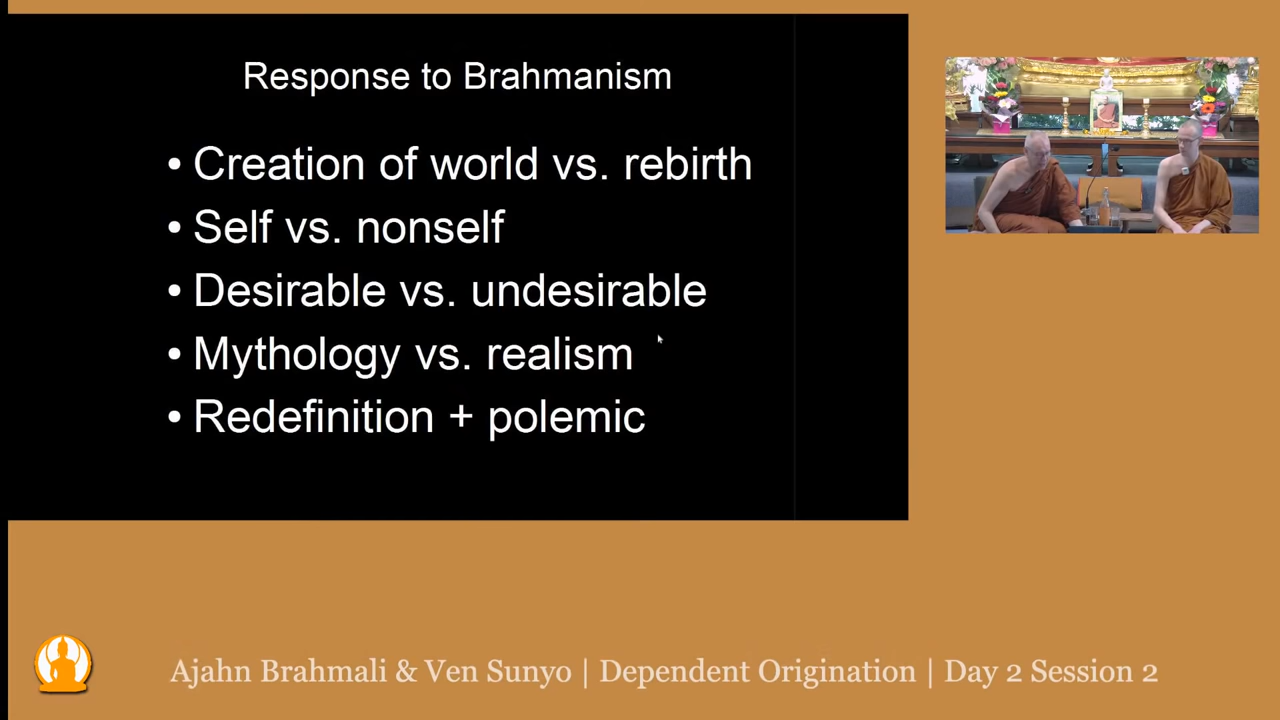 Response to Brahmanism
• Creation of world vs. rebirth
• Self vs. nonself
• Desirable vs. undesirable
• Mythology vs. realism
• Redefinition + polemic
Ajahn Brahmali & Ven Sunyo | Dependent Origination | Day 2 Session 2